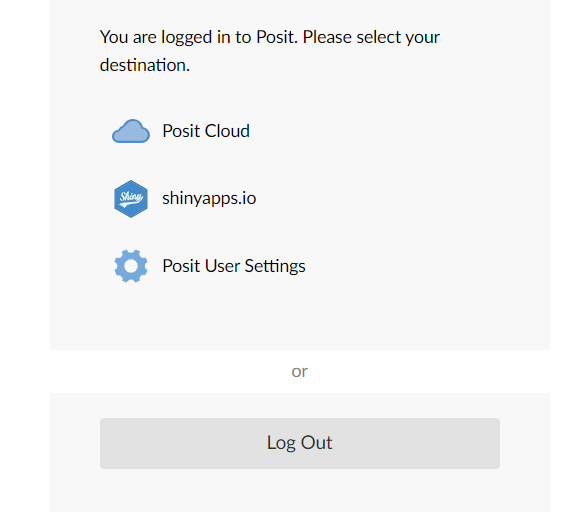 You are logged in to Posit. Please select your
destination.
Posit Cloud
Shiny
shinyapps.io
Posit User Settings
or
Log Out